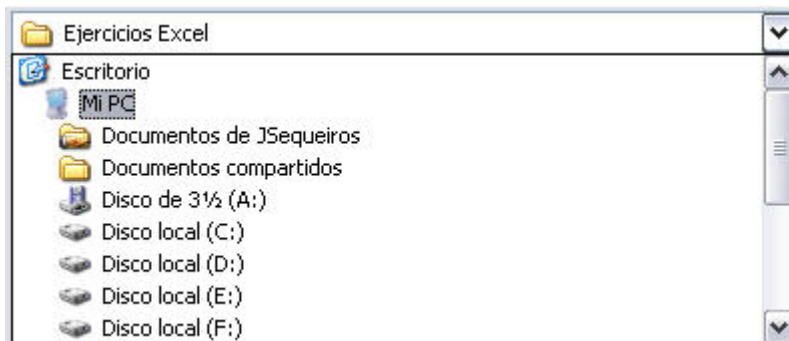 Ejercicios Excel
Escritorio
Mi PC
Documentos de JSequeiros
Documentos compartidos
Disco de 3½ (A:)
Disco local (C:)
Disco local (D:)
Disco local (E:)
Disco local (F:)